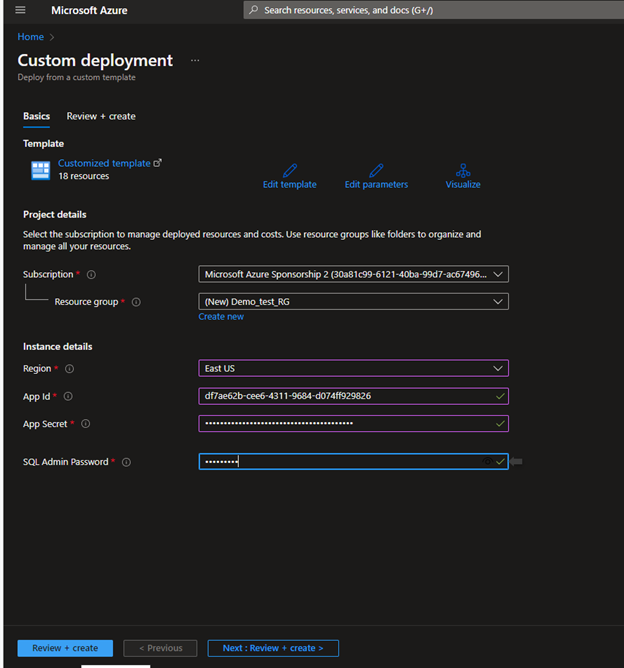 Microsoft Azure
Search resources, services, and docs (G+/)
Home >
Custom deployment ...
Deploy from a custom template
Basics Review + create
Template
Customized template
18 resources
Edit template Edit parameters Visualize
Project details
Select the subscription to manage deployed resources and costs. Use resource groups like folders to organize and
manage all your resources.
Subscription * Microsoft Azure Sponsorship 2 (30a81c99-6121-40ba-99d7-ac67496...
Resource group * (New) Demo_test_RG
Create new
Instance details
Region * East US
App Id * df7ae62b-cee6-4311-9684-d074ff929826
App Secret *
SQL Admin Password *
Review + create < Previous Next : Review + create >